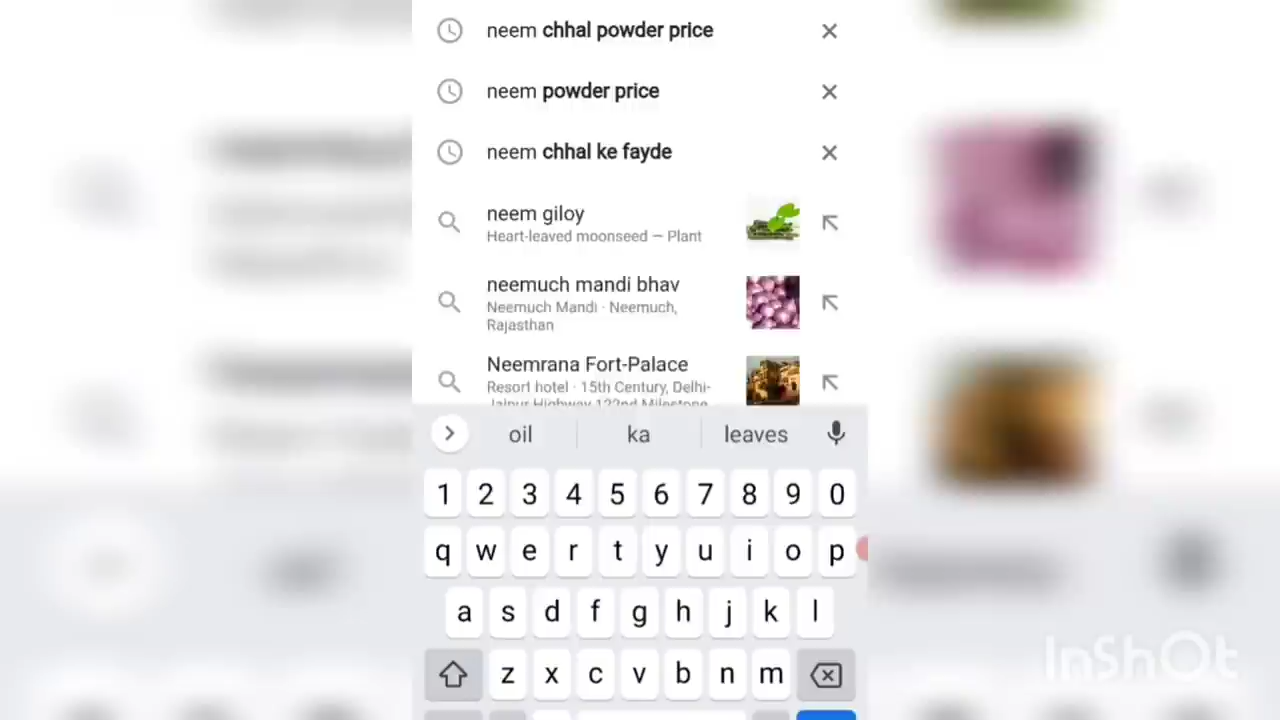 neem chhal powder price
neem powder price
neem chhal ke fayde
neem giloy
Heart-leaved moonseed — Plant
neemuch mandi bhav
Neemuch Mandi · Neemuch,
Rajasthan
Neemrana Fort-Palace
Resort hotel · 15th Century, Delhi-
Jaipur Highway 122nd Milestone
oil ka leaves
1 2 3 4 5 6 7 8 9 0
q w e r t y u i o p
a s d f g h j k l
z x c v b n m
InShOt